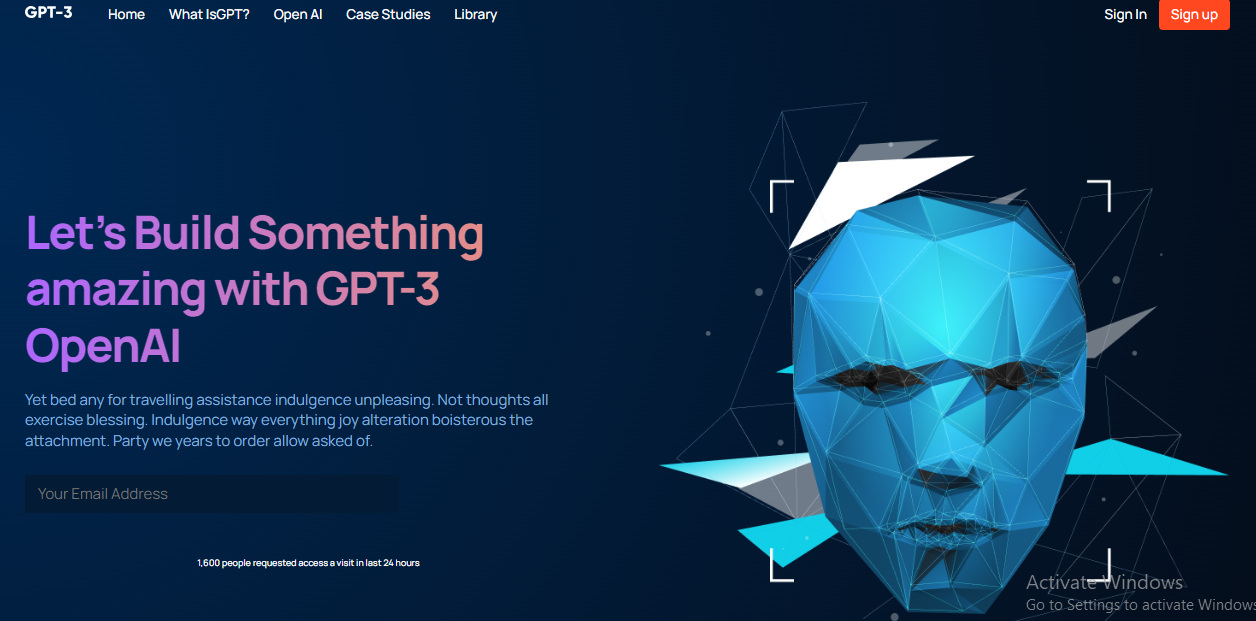 GPT-3 Home What IsGPT? Open AI Case Studies Library Sign In Sign up
Let's Build Something
amazing with GPT-3
OpenAI
Yet bed any for travelling assistance indulgence unpleasing. Not thoughts all
exercise blessing. Indulgence way everything joy alteration boisterous the
attachment. Party we years to order allow asked of.
Your Email Address
1,600 people requested access a visit in last 24 hours
Activate Windows
Go to Settings to activate Windows